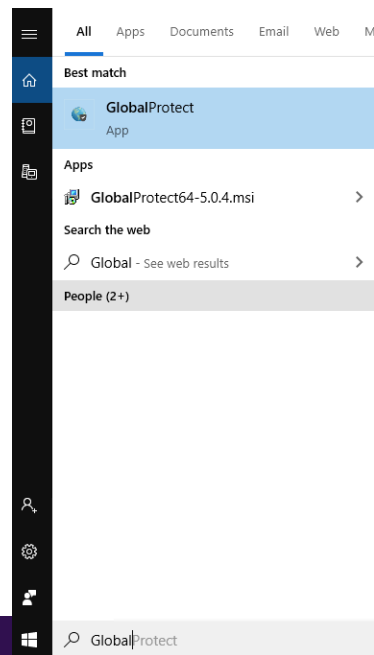 All Apps Documents Email Web M
Best match
GlobalProtect
App
Apps
GlobalProtect64-5.0.4.msi
Search the web
Global - See web results
People (2+)
GlobalProtect